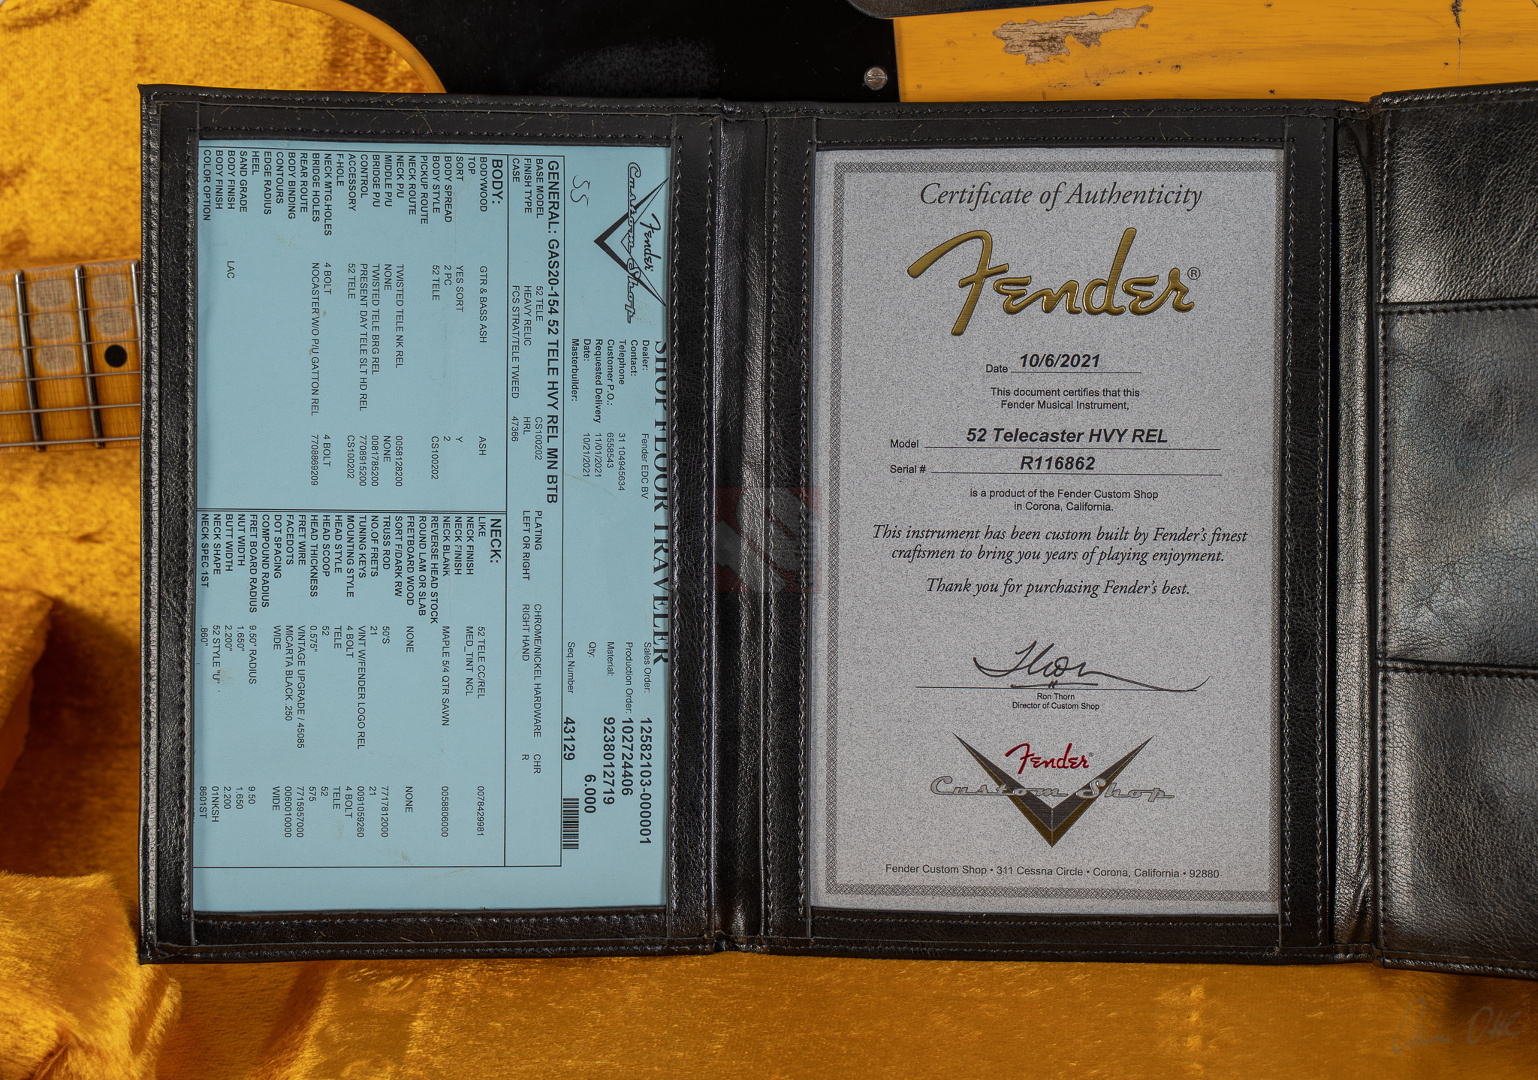 Fender
Custom Shop
SHOP FLOOR TRAVELER
55
Dealer: Fender EDC BV
Contact:
Telephone 31 104945634
Customer P.O.: 6558543
Requested Delivery 11/01/2021
Date: 10/21/2021
Masterbuilder:
Sales Order: 12582103-000001
Production Order: 102724406
Material: 9238012719
Qty: 6.000
Seq Number 43129
GENERAL: GAS20-154 52 TELE HVY REL MN BTB
BASE MODEL 52 TELE CS100202 PLATING CHROME/NICKEL HARDWARE CHR
FINISH TYPE HEAVY RELIC HRL LEFT OR RIGHT RIGHT HAND R
CASE FCS STRAT/TELE TWEED 47366
BODY:
BODYWOOD GTR & BASS ASH ASH
TOP
SORT YES SORT Y
BODY SPREAD 2 PC 2
BODY STYLE 52 TELE CS100202
PICKUP ROUTE
NECK ROUTE
NECK P/U TWISTED TELE NK REL 0058128200
MIDDLE P/U NONE NONE
BRIDGE P/U TWISTED TELE BRG REL 0091785200
CONTROL PRESENT DAY TELE SLT HD REL 7708915200
ACCESSORY 52 TELE CS100202
F-HOLE
NECK MTG.HOLES 4 BOLT 4 BOLT
BRIDGE HOLES NOCASTER W/O P/U GATTON REL 7708869209
REAR ROUTE
BODY BINDING
CONTOURS
EDGE RADIUS
HEEL
SAND GRADE
BODY FINISH LAC
BODY FINISH
COLOR OPTION
NECK:
LIKE 52 TELE CC/REL 0078429981
NECK FINISH MED_TINT NCL
NECK FINISH
NECK BLANK MAPLE 5/4 QTR SAWN 0058806000
REVERSE HEAD STOCK
ROUND LAM OR SLAB
FRETBOARD WOOD NONE NONE
SORT F/DARK RW
TRUSS ROD 50'S 7717812000
NO.OF FRETS 21 21
TUNING KEYS VINT W/FENDER LOGO REL 0091059260
MOUNTING STYLE 4 BOLT 4 BOLT
HEAD STYLE TELE TELE
HEAD SCOOP 52 52
HEAD THICKNESS 0.575" 575
FRET WIRE VINTAGE UPGRADE / 45085 7715957000
FACEDOTS MICARTA BLACK .250 0060010000
DOT SPACING WIDE WIDE
COMPOUND RADIUS
FRET BOARD RADIUS 9.50" RADIUS 9.50
NUT WIDTH 1.650" 1.650
BUTT WIDTH 2.200" 2.200
NECK SHAPE 52 STYLE "U" 01NKSH
NECK SPEC 1ST .860" 8601ST
Certificate of Authenticity
Fender®
Date 10/6/2021
This document certifies that this
Fender Musical Instrument,
Model 52 Telecaster HVY REL
Serial # R116862
is a product of the Fender Custom Shop
in Corona, California.
This instrument has been custom built by Fender's finest
craftsmen to bring you years of playing enjoyment.
Thank you for purchasing Fender's best.
Ron Thorn
Director of Custom Shop
Fender®
Custom Shop
Fender Custom Shop • 311 Cessna Circle • Corona, California • 92880